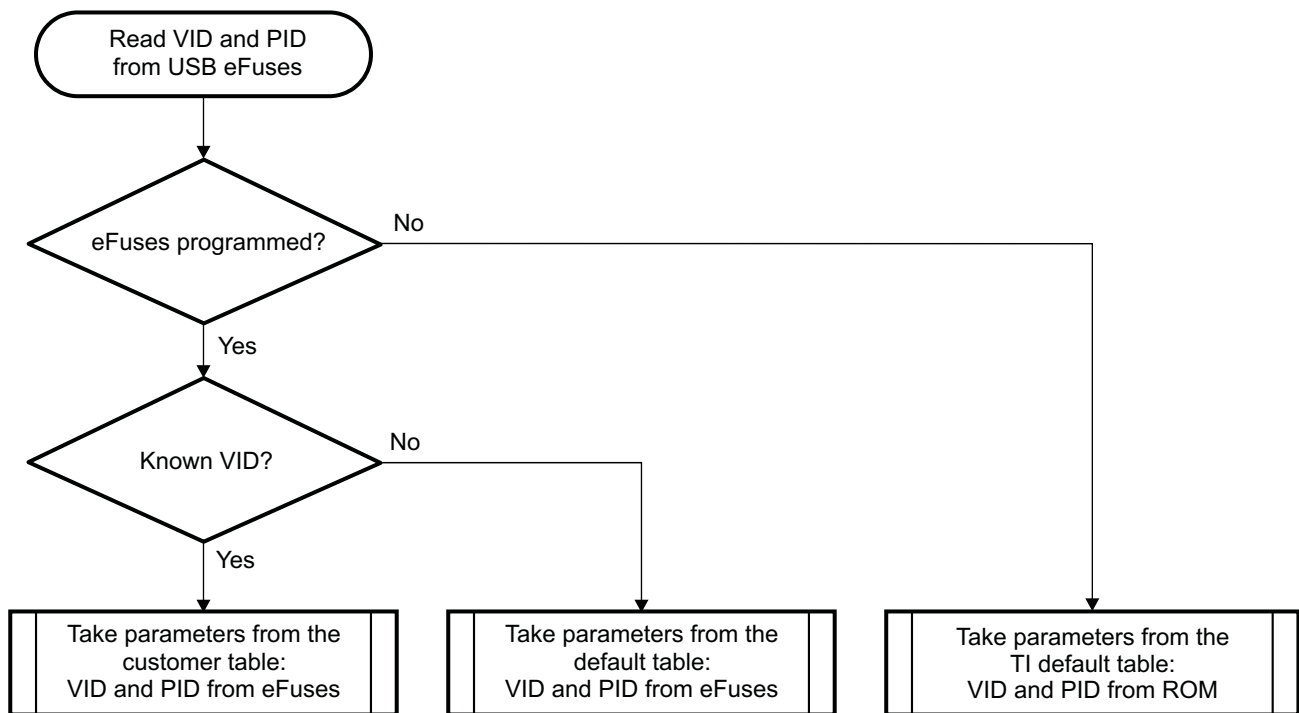 Read VID and PID
from USB eFuses
eFuses programmed?
No
Yes
Known VID?
No
Yes
Take parameters from the
customer table:
VID and PID from eFuses
Take parameters from the
default table:
VID and PID from eFuses
Take parameters from the
TI default table:
VID and PID from ROM